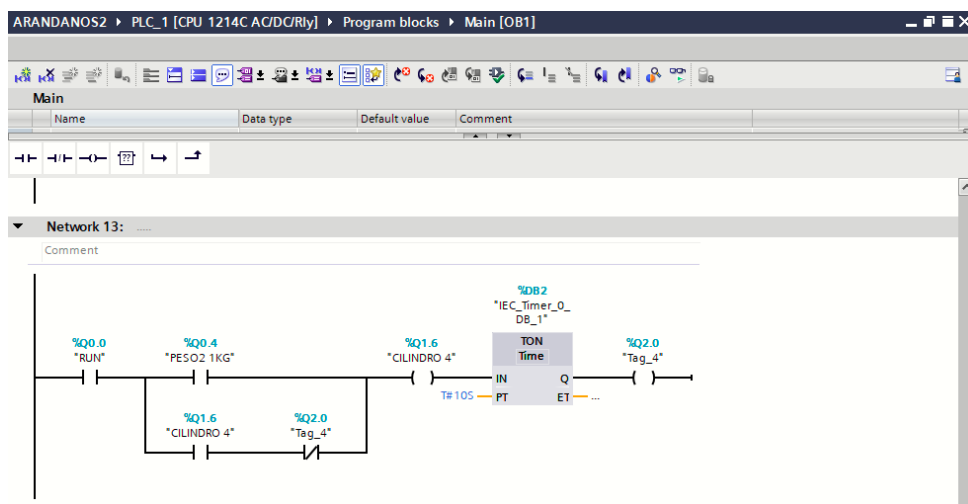 ARANDANOS2 ▸ PLC_1 [CPU 1214C AC/DC/Rly] ▸ Program blocks ▸ Main [OB1]
Main
Name Data type Default value Comment
??
Network 13: .....
Comment
%DB2
"IEC_Timer_0_
DB_1"
%Q0.0 %Q0.4 %Q1.6 TON %Q2.0
"RUN" "PESO2 1KG" "CILINDRO 4" Time "Tag_4"
IN Q
T#10S PT ET ...
%Q1.6 %Q2.0
"CILINDRO 4" "Tag_4"